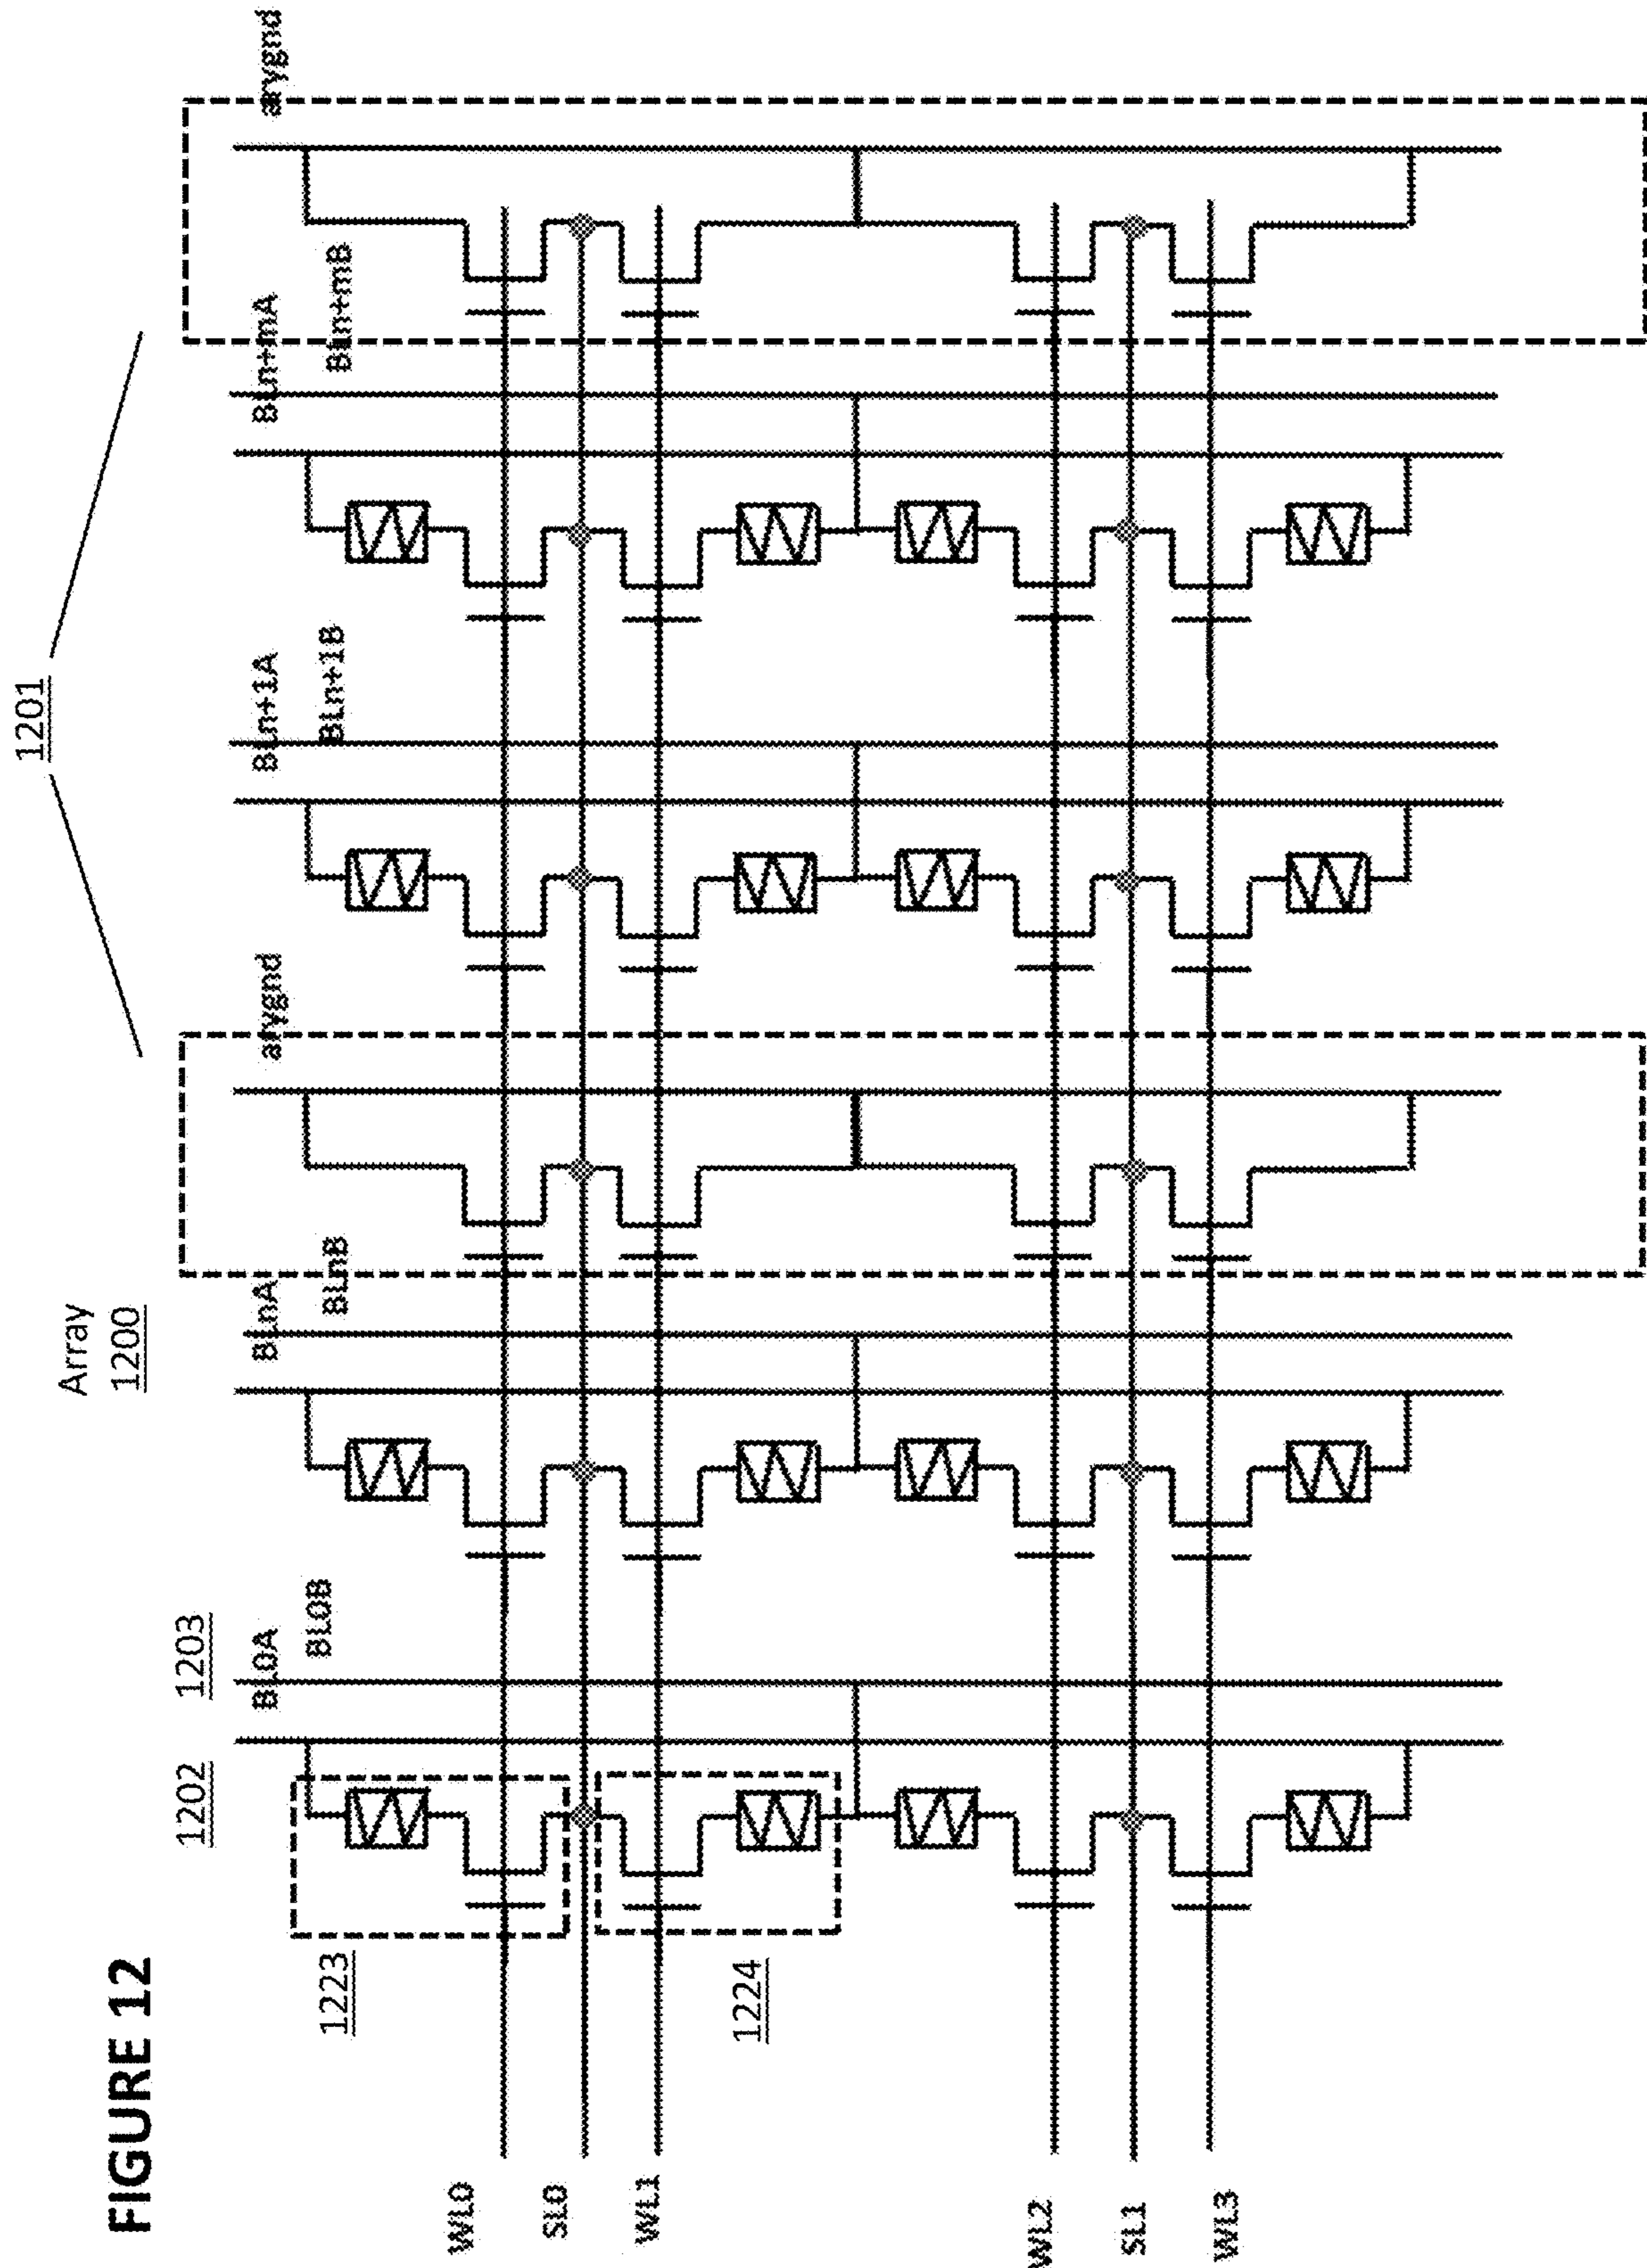 FIGURE 12
Array
1200
1201
1202
1203
BL0A
BL0B
BLnA
BLnB
arygnd
BLn+1A
BLn+1B
BLn+mA
BLn+mB
arygnd
1223
1224
WL0
SL0
WL1
WL2
SL1
WL3